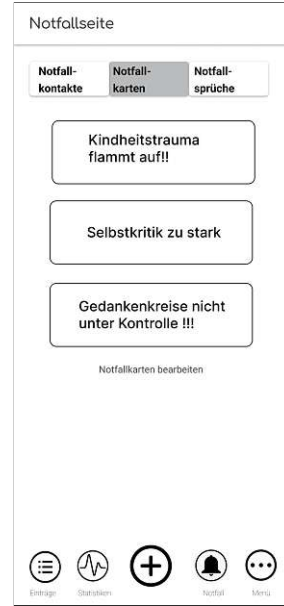 Notfallseite
Notfall-
kontakte
Notfall-
karten
Notfall-
sprüche
Kindheitstrauma
flammt auf!!
Selbstkritik zu stark
Gedankenkreise nicht
unter Kontrolle !!!
Notfallkarten bearbeiten
Einträge
Statistiken
Notfall
Menü